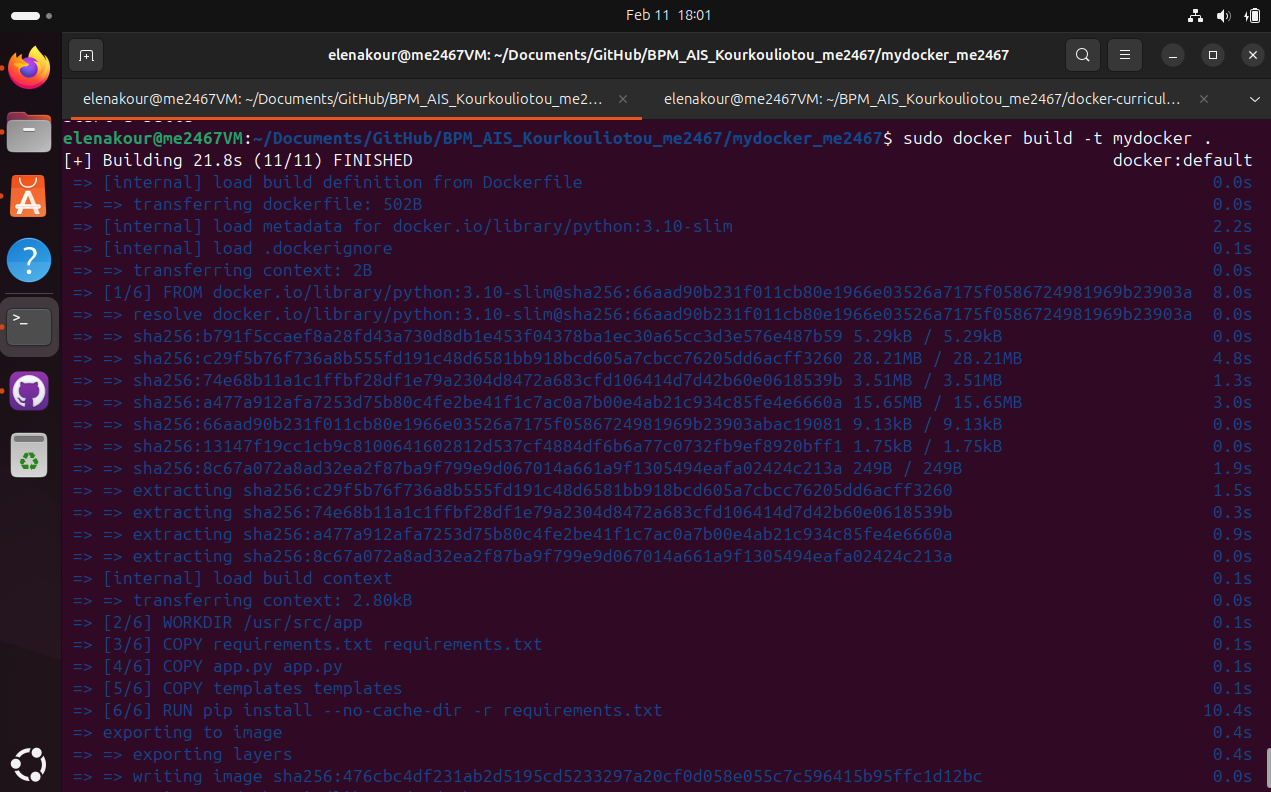 Feb 11 18:01
elenakour@me2467VM: ~/Documents/GitHub/BPM_AIS_Kourkouliotou_me2467/mydocker_me2467
elenakour@me2467VM: ~/Documents/GitHub/BPM_AIS_Kourkouliotou_me2...
elenakour@me2467VM: ~/BPM_AIS_Kourkouliotou_me2467/docker-curricul...
elenakour@me2467VM:~/Documents/GitHub/BPM_AIS_Kourkouliotou_me2467/mydocker_me2467$ sudo docker build -t mydocker .
[+] Building 21.8s (11/11) FINISHED docker:default
=> [internal] load build definition from Dockerfile 0.0s
=> => transferring dockerfile: 502B 0.0s
=> [internal] load metadata for docker.io/library/python:3.10-slim 2.2s
=> [internal] load .dockerignore 0.1s
=> => transferring context: 2B 0.0s
=> [1/6] FROM docker.io/library/python:3.10-slim@sha256:66aad90b231f011cb80e1966e03526a7175f0586724981969b23903a 8.0s
=> => resolve docker.io/library/python:3.10-slim@sha256:66aad90b231f011cb80e1966e03526a7175f0586724981969b23903a 0.0s
=> => sha256:b791f5ccaef8a28fd43a730d8db1e453f04378ba1ec30a65cc3d3e576e487b59 5.29kB / 5.29kB 0.0s
=> => sha256:c29f5b76f736a8b555fd191c48d6581bb918bcd605a7cbcc76205dd6acff3260 28.21MB / 28.21MB 4.8s
=> => sha256:74e68b11a1c1ffbf28df1e79a2304d8472a683cfd106414d7d42b60e0618539b 3.51MB / 3.51MB 1.3s
=> => sha256:a477a912afa7253d75b80c4fe2be41f1c7ac0a7b00e4ab21c934c85fe4e6660a 15.65MB / 15.65MB 3.0s
=> => sha256:66aad90b231f011cb80e1966e03526a7175f0586724981969b23903abac19081 9.13kB / 9.13kB 0.0s
=> => sha256:13147f19cc1cb9c8100641602812d537cf4884df6b6a77c0732fb9ef8920bff1 1.75kB / 1.75kB 0.0s
=> => sha256:8c67a072a8ad32ea2f87ba9f799e9d067014a661a9f1305494eafa02424c213a 249B / 249B 1.9s
=> => extracting sha256:c29f5b76f736a8b555fd191c48d6581bb918bcd605a7cbcc76205dd6acff3260 1.5s
=> => extracting sha256:74e68b11a1c1ffbf28df1e79a2304d8472a683cfd106414d7d42b60e0618539b 0.3s
=> => extracting sha256:a477a912afa7253d75b80c4fe2be41f1c7ac0a7b00e4ab21c934c85fe4e6660a 0.9s
=> => extracting sha256:8c67a072a8ad32ea2f87ba9f799e9d067014a661a9f1305494eafa02424c213a 0.0s
=> [internal] load build context 0.1s
=> => transferring context: 2.80kB 0.0s
=> [2/6] WORKDIR /usr/src/app 0.1s
=> [3/6] COPY requirements.txt requirements.txt 0.1s
=> [4/6] COPY app.py app.py 0.1s
=> [5/6] COPY templates templates 0.1s
=> [6/6] RUN pip install --no-cache-dir -r requirements.txt 10.4s
=> exporting to image 0.4s
=> => exporting layers 0.4s
=> => writing image sha256:476cbc4df231ab2d5195cd5233297a20cf0d058e055c7c596415b95ffc1d12bc 0.0s